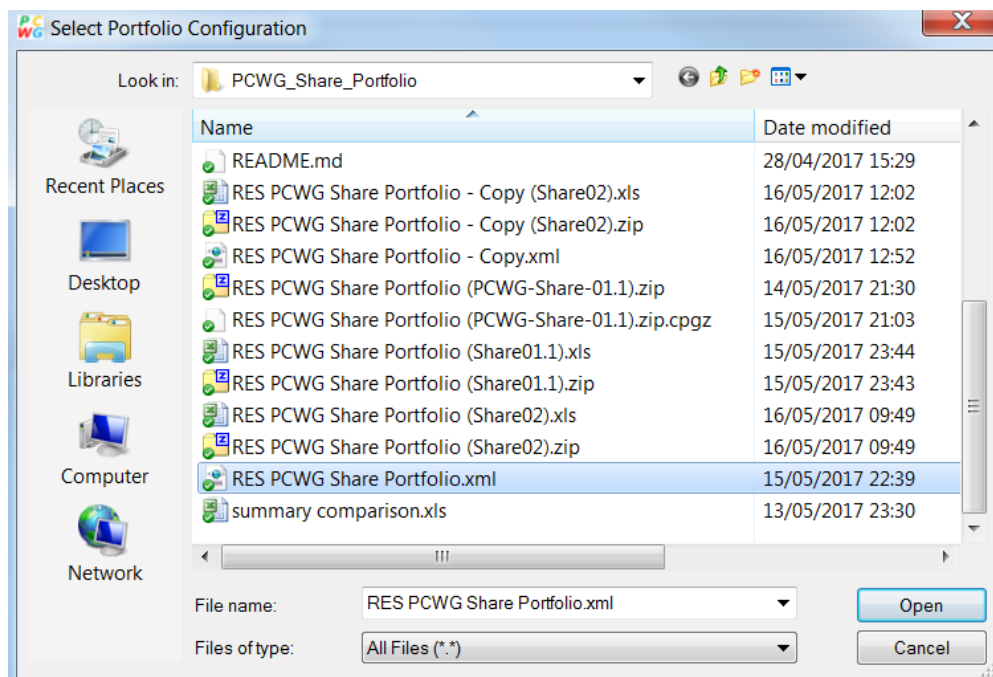 PC WG Select Portfolio Configuration
Look in: PCWG_Share_Portfolio
Name Date modified
README.md 28/04/2017 15:29
RES PCWG Share Portfolio - Copy (Share02).xls 16/05/2017 12:02
RES PCWG Share Portfolio - Copy (Share02).zip 16/05/2017 12:02
RES PCWG Share Portfolio - Copy.xml 16/05/2017 12:52
RES PCWG Share Portfolio (PCWG-Share-01.1).zip 14/05/2017 21:30
RES PCWG Share Portfolio (PCWG-Share-01.1).zip.cpgz 15/05/2017 21:03
RES PCWG Share Portfolio (Share01.1).xls 15/05/2017 23:44
RES PCWG Share Portfolio (Share01.1).zip 15/05/2017 23:43
RES PCWG Share Portfolio (Share02).xls 16/05/2017 09:49
RES PCWG Share Portfolio (Share02).zip 16/05/2017 09:49
RES PCWG Share Portfolio.xml 15/05/2017 22:39
summary comparison.xls 13/05/2017 23:30
Recent Places
Desktop
Libraries
Computer
Network
File name: RES PCWG Share Portfolio.xml Open
Files of type: All Files (*.*) Cancel